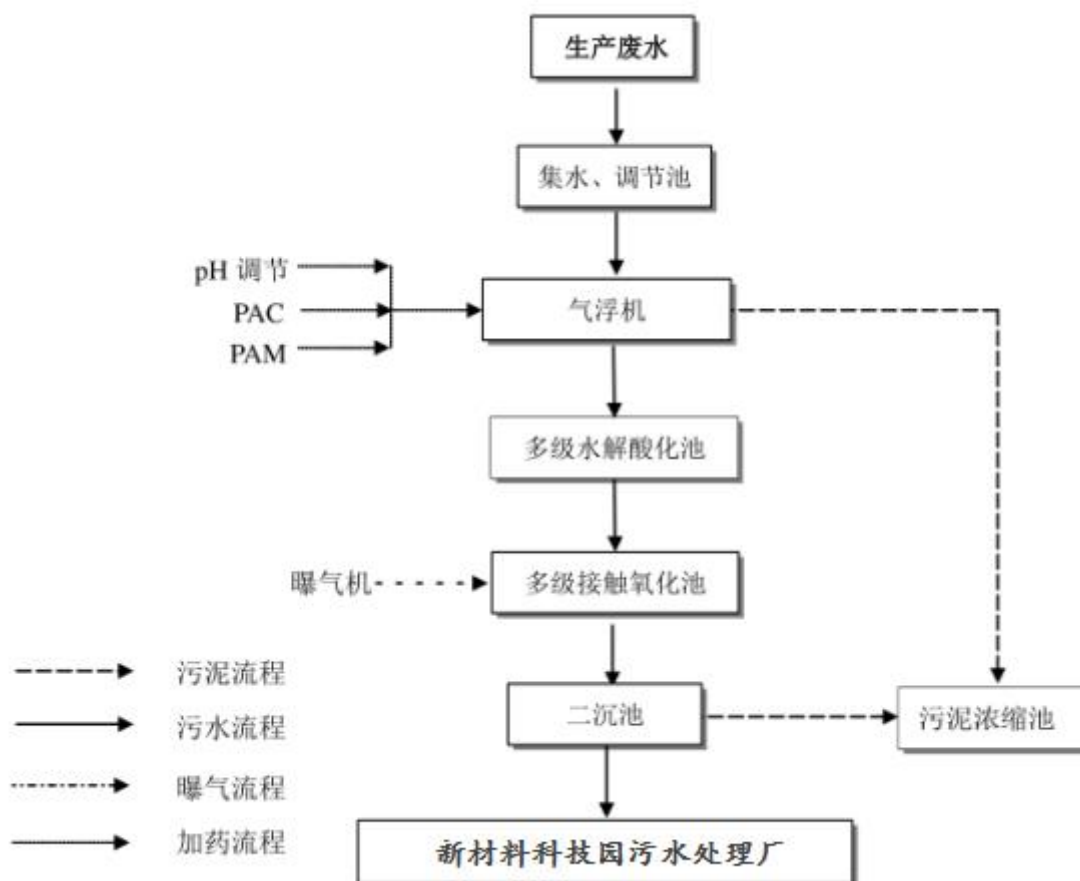 生产废水
集水、调节池
pH 调节
PAC
PAM
气浮机
多级水解酸化池
曝气机
多级接触氧化池
二沉池
污泥浓缩池
新材料科技园污水处理厂
污泥流程
污水流程
曝气流程
加药流程